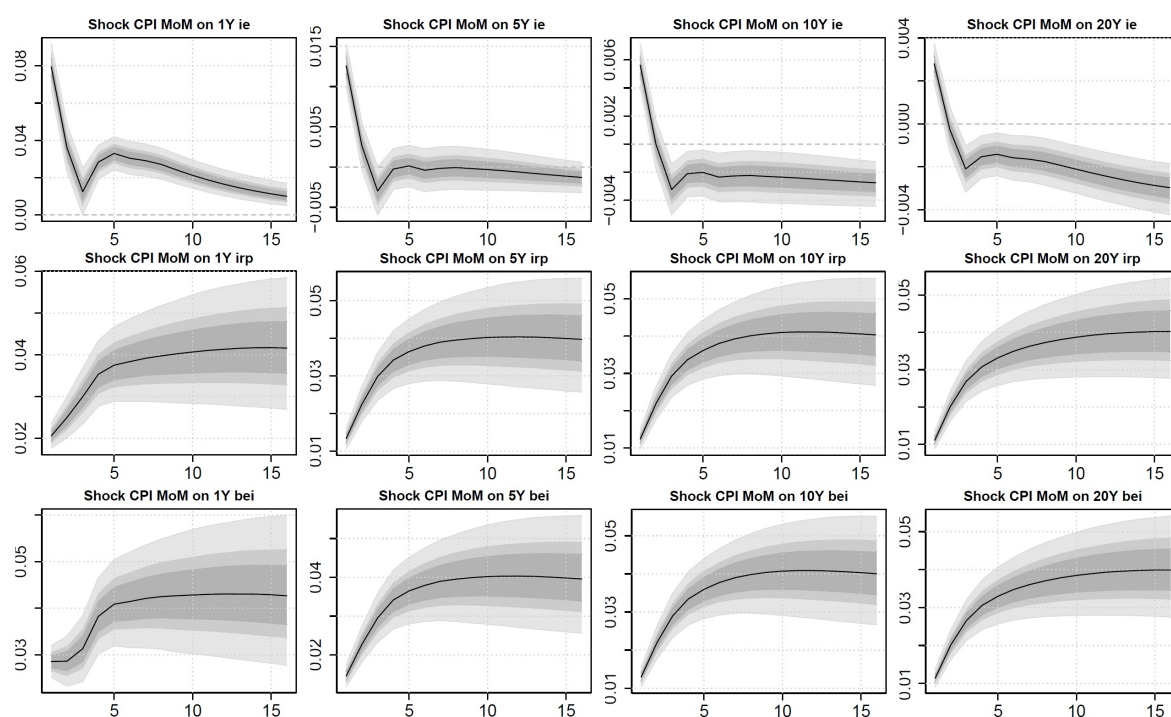 Shock CPI MoM on 1Y ie
Shock CPI MoM on 5Y ie
Shock CPI MoM on 10Y ie
Shock CPI MoM on 20Y ie
0.08
0.04
0.00
0.015
0.005
−0.005
0.006
0.002
−0.004
0.004
0.000
−0.004
5 10 15
5 10 15
5 10 15
5 10 15
Shock CPI MoM on 1Y irp
Shock CPI MoM on 5Y irp
Shock CPI MoM on 10Y irp
Shock CPI MoM on 20Y irp
0.06
0.04
0.02
0.05
0.03
0.01
0.05
0.03
0.01
0.05
0.03
0.01
5 10 15
5 10 15
5 10 15
5 10 15
Shock CPI MoM on 1Y bei
Shock CPI MoM on 5Y bei
Shock CPI MoM on 10Y bei
Shock CPI MoM on 20Y bei
0.05
0.03
0.04
0.02
0.05
0.03
0.01
0.05
0.03
0.01
5 10 15
5 10 15
5 10 15
5 10 15